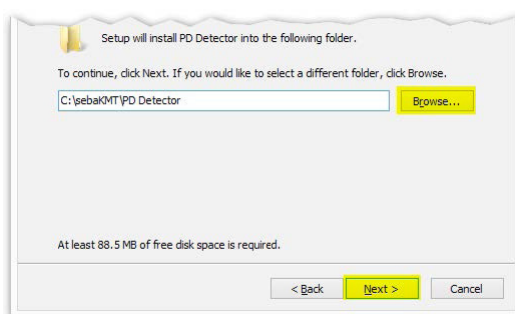 Setup will install PD Detector into the following folder.
To continue, click Next. If you would like to select a different folder, click Browse.
C:\sebaKMT\PD Detector
Browse...
At least 88.5 MB of free disk space is required.
< Back
Next >
Cancel